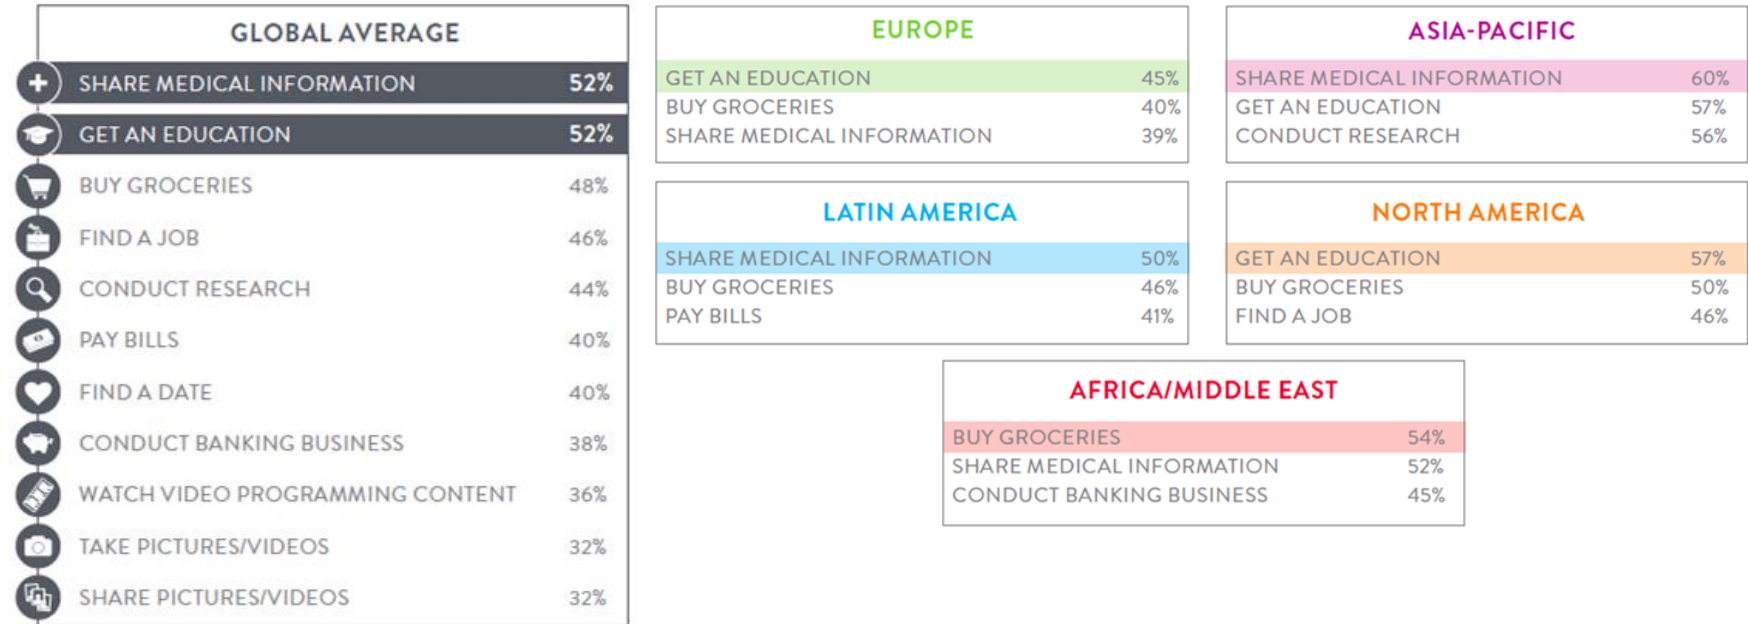 GLOBAL AVERAGE
SHARE MEDICAL INFORMATION 52%
GET AN EDUCATION 52%
BUY GROCERIES 48%
FIND A JOB 46%
CONDUCT RESEARCH 44%
PAY BILLS 40%
FIND A DATE 40%
CONDUCT BANKING BUSINESS 38%
WATCH VIDEO PROGRAMMING CONTENT 36%
TAKE PICTURES/VIDEOS 32%
SHARE PICTURES/VIDEOS 32%
EUROPE
GET AN EDUCATION 45%
BUY GROCERIES 40%
SHARE MEDICAL INFORMATION 39%
ASIA-PACIFIC
SHARE MEDICAL INFORMATION 60%
GET AN EDUCATION 57%
CONDUCT RESEARCH 56%
LATIN AMERICA
SHARE MEDICAL INFORMATION 50%
BUY GROCERIES 46%
PAY BILLS 41%
NORTH AMERICA
GET AN EDUCATION 57%
BUY GROCERIES 50%
FIND A JOB 46%
AFRICA/MIDDLE EAST
BUY GROCERIES 54%
SHARE MEDICAL INFORMATION 52%
CONDUCT BANKING BUSINESS 45%